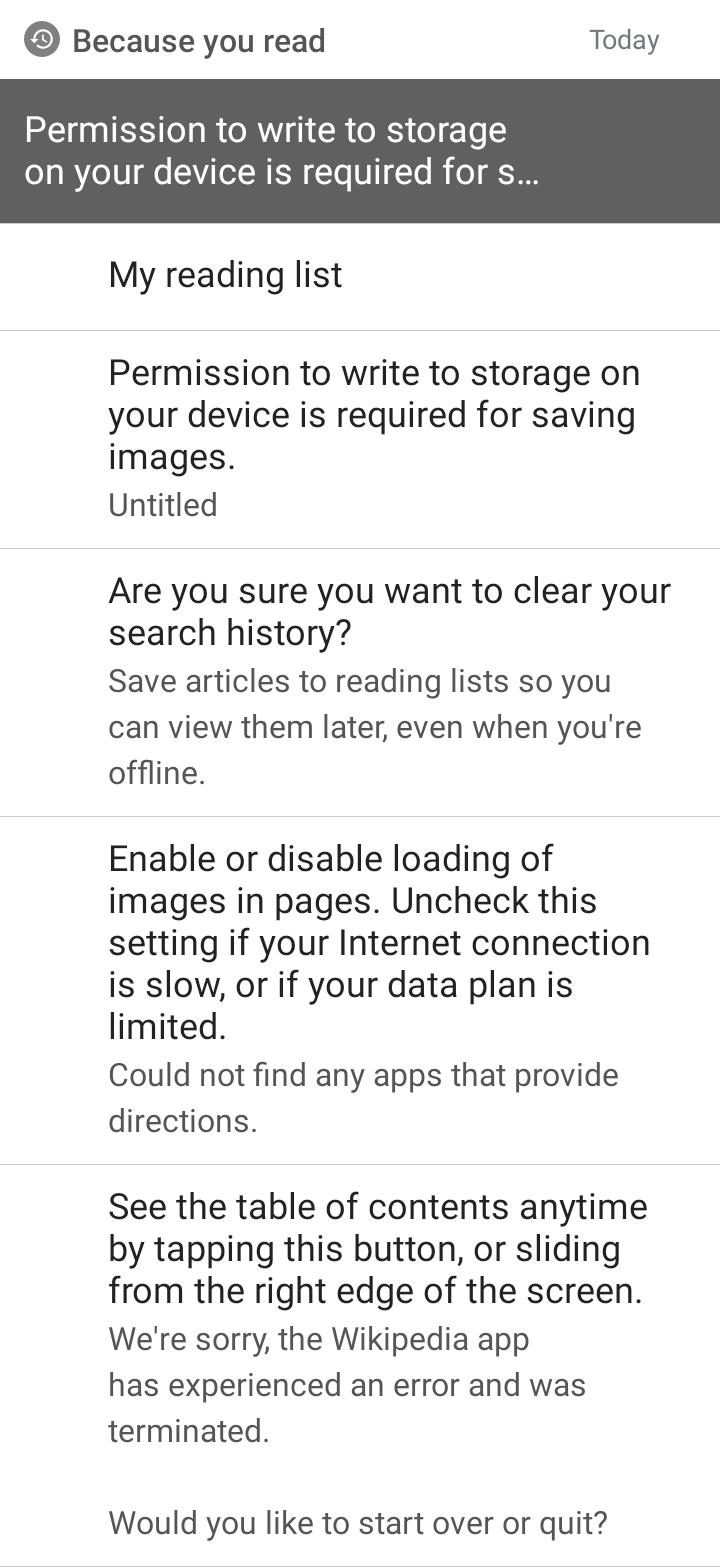 Because you read
Today
Permission to write to storage
on your device is required for s...
My reading list
Permission to write to storage on
your device is required for saving
images.
Untitled
Are you sure you want to clear your
search history?
Save articles to reading lists so you
can view them later, even when you're
offline.
Enable or disable loading of
images in pages. Uncheck this
setting if your Internet connection
is slow, or if your data plan is
limited.
Could not find any apps that provide
directions.
See the table of contents anytime
by tapping this button, or sliding
from the right edge of the screen.
We're sorry, the Wikipedia app
has experienced an error and was
terminated.
Would you like to start over or quit?